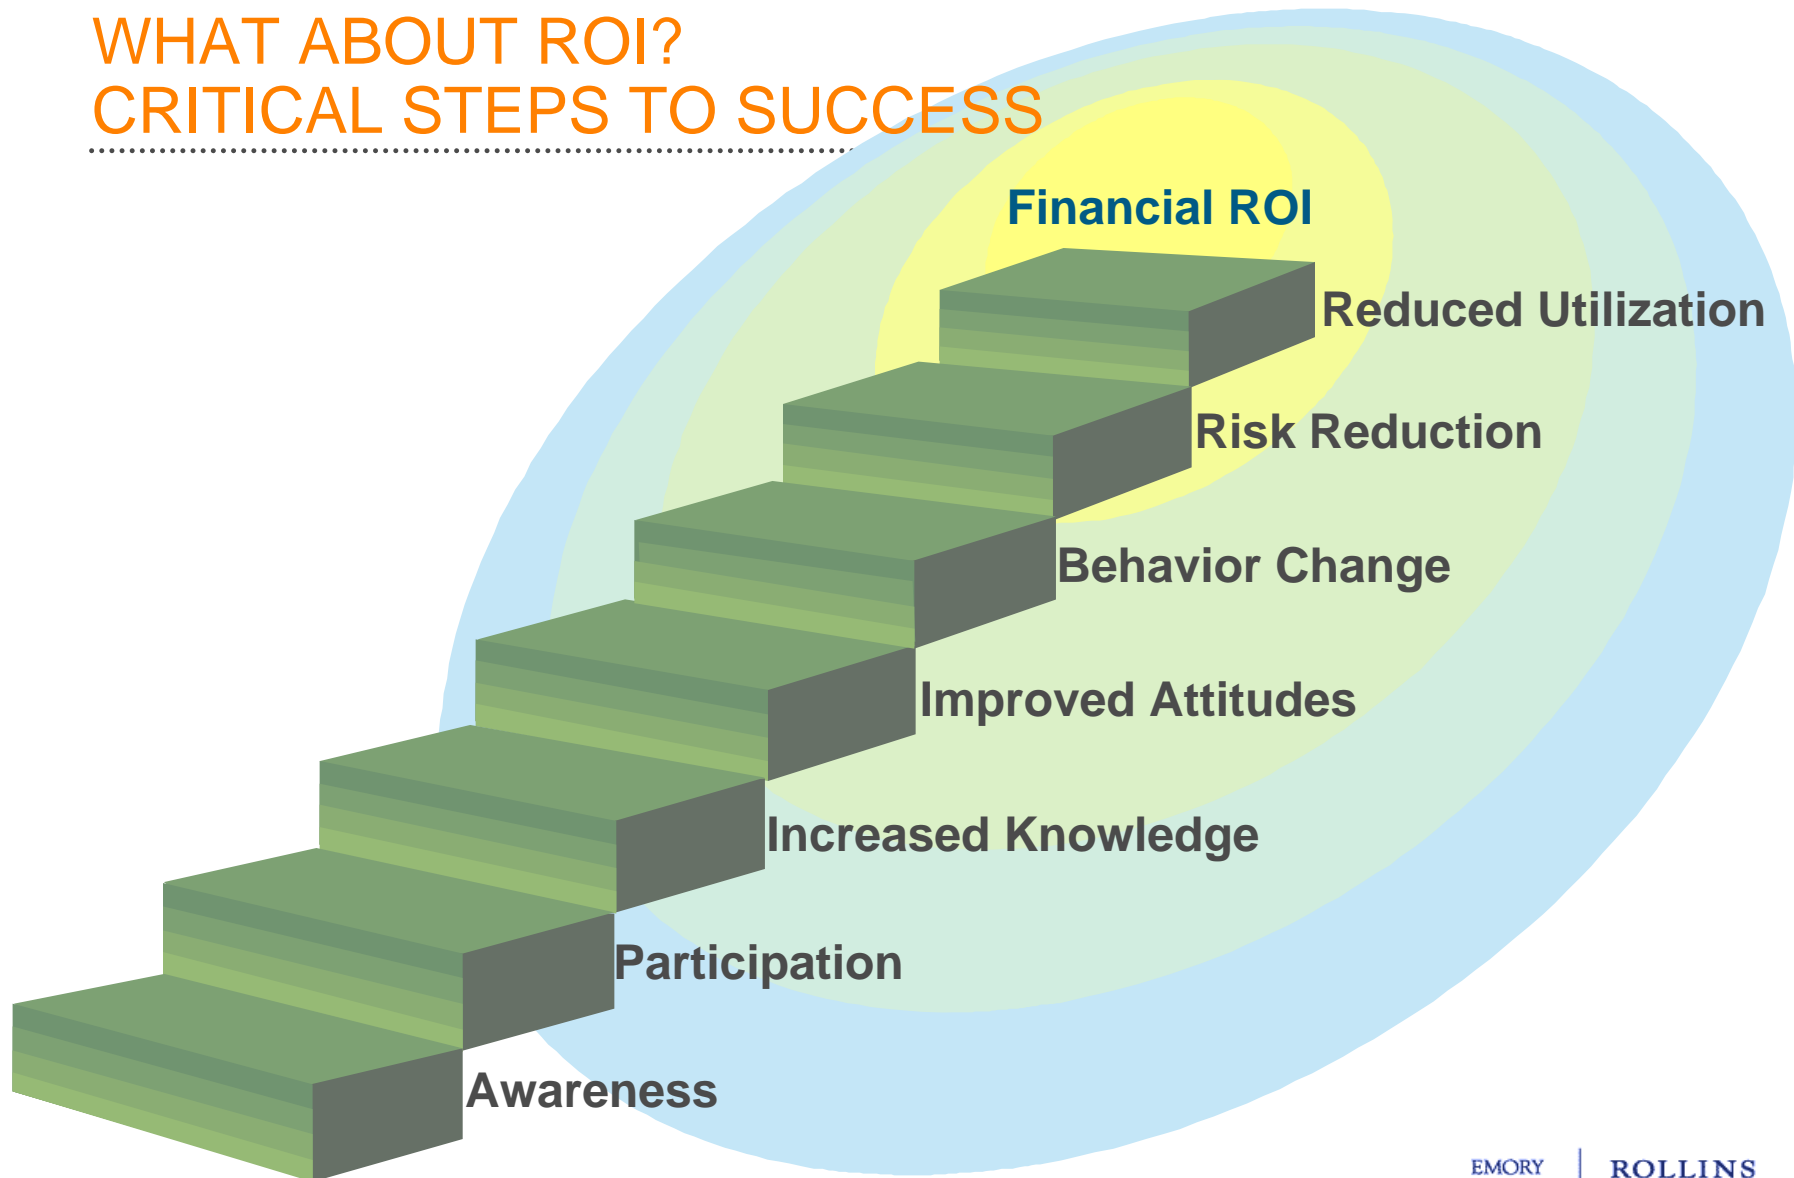 WHAT ABOUT ROI?
CRITICAL STEPS TO SUCCESS
Financial ROI
Reduced Utilization
Risk Reduction
Behavior Change
Improved Attitudes
Increased Knowledge
Participation
Awareness
EMORY | ROLLINS